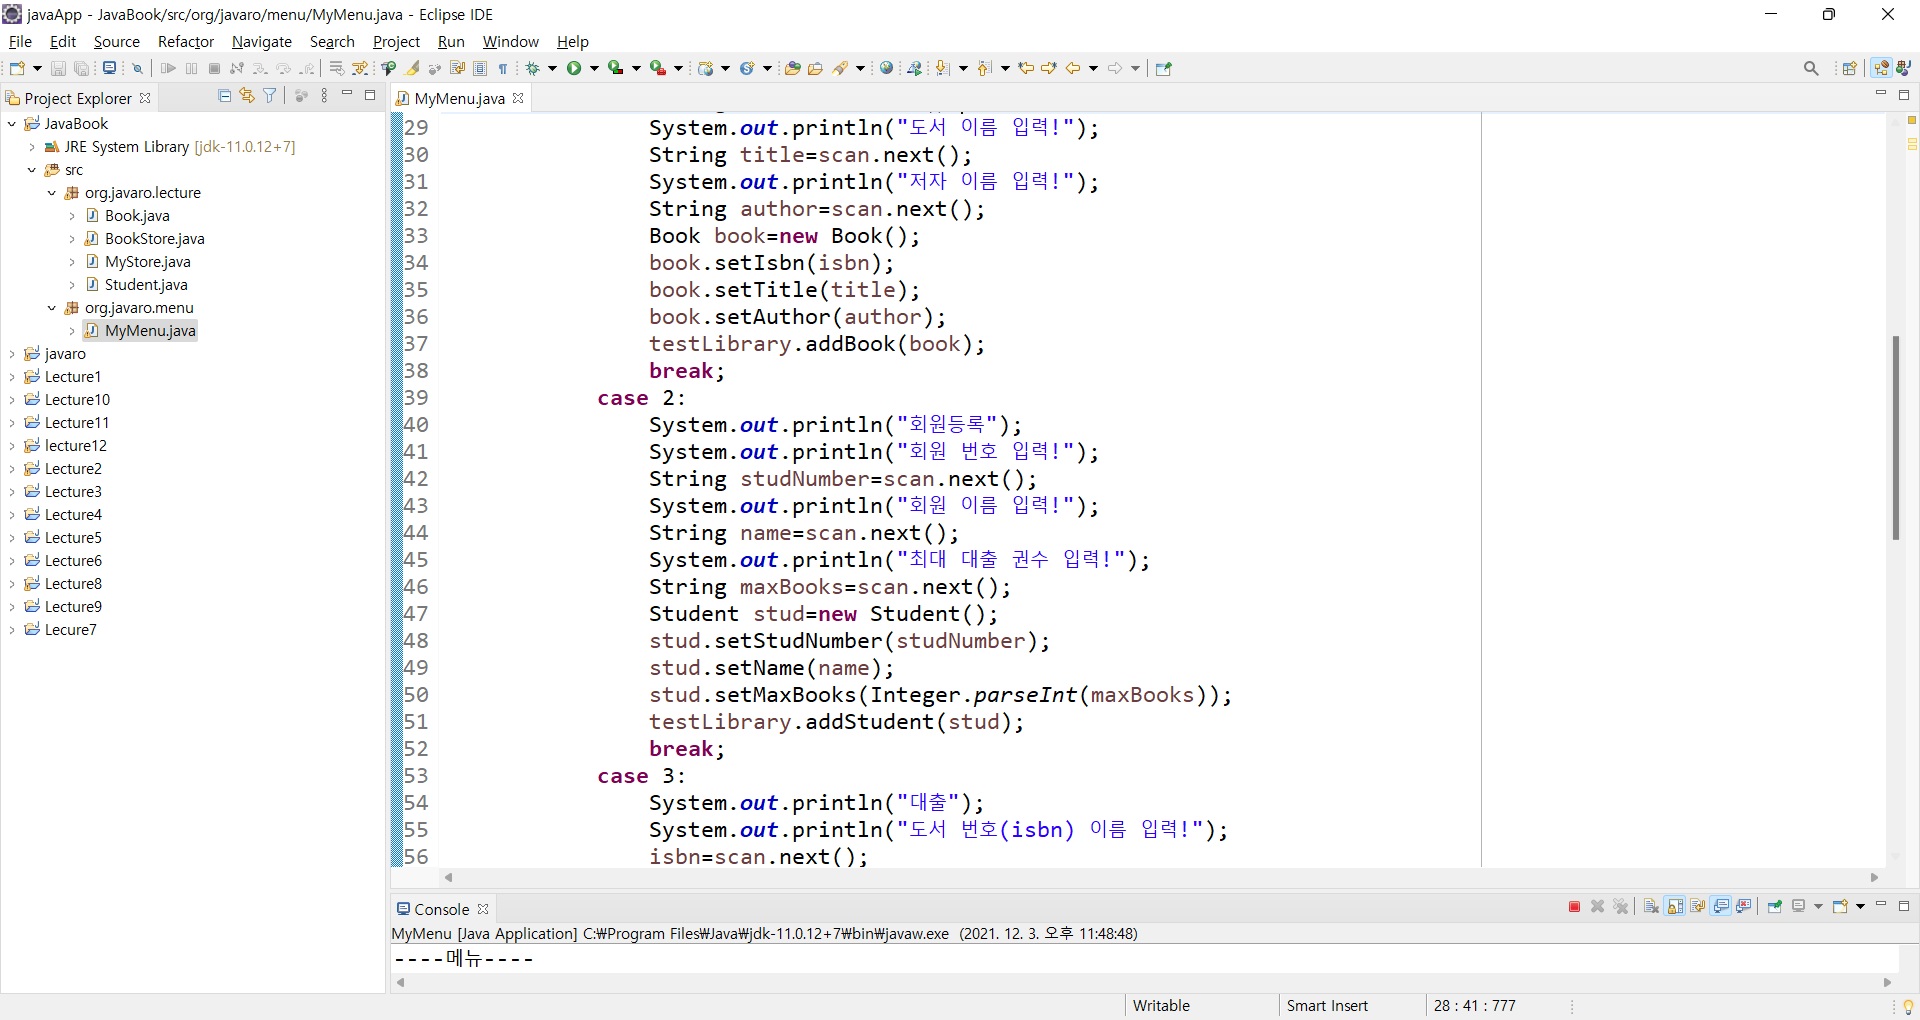 javaApp - JavaBook/src/org/javaro/menu/MyMenu.java - Eclipse IDE
File Edit Source Refactor Navigate Search Project Run Window Help
Project Explorer
JavaBook
JRE System Library [jdk-11.0.12+7]
src
org.javaro.lecture
Book.java
BookStore.java
MyStore.java
Student.java
org.javaro.menu
MyMenu.java
javaro
Lecture1
Lecture10
Lecture11
lecture12
Lecture2
Lecture3
Lecture4
Lecture5
Lecture6
Lecture8
Lecture9
Lecure7
MyMenu.java
29 System.out.println("도서 이름 입력!");
30 String title=scan.next();
31 System.out.println("저자 이름 입력!");
32 String author=scan.next();
33 Book book=new Book();
34 book.setIsbn(isbn);
35 book.setTitle(title);
36 book.setAuthor(author);
37 testLibrary.addBook(book);
38 break;
39 case 2:
40 System.out.println("회원등록");
41 System.out.println("회원 번호 입력!");
42 String studNumber=scan.next();
43 System.out.println("회원 이름 입력!");
44 String name=scan.next();
45 System.out.println("최대 대출 권수 입력!");
46 String maxBooks=scan.next();
47 Student stud=new Student();
48 stud.setStudNumber(studNumber);
49 stud.setName(name);
50 stud.setMaxBooks(Integer.parseInt(maxBooks));
51 testLibrary.addStudent(stud);
52 break;
53 case 3:
54 System.out.println("대출");
55 System.out.println("도서 번호(isbn) 이름 입력!");
56 isbn=scan.next();
Console
MyMenu [Java Application] C:₩Program Files₩Java₩jdk-11.0.12+7₩bin₩javaw.exe (2021. 12. 3. 오후 11:48:48)
----메뉴----
Writable Smart Insert 28 : 41 : 777